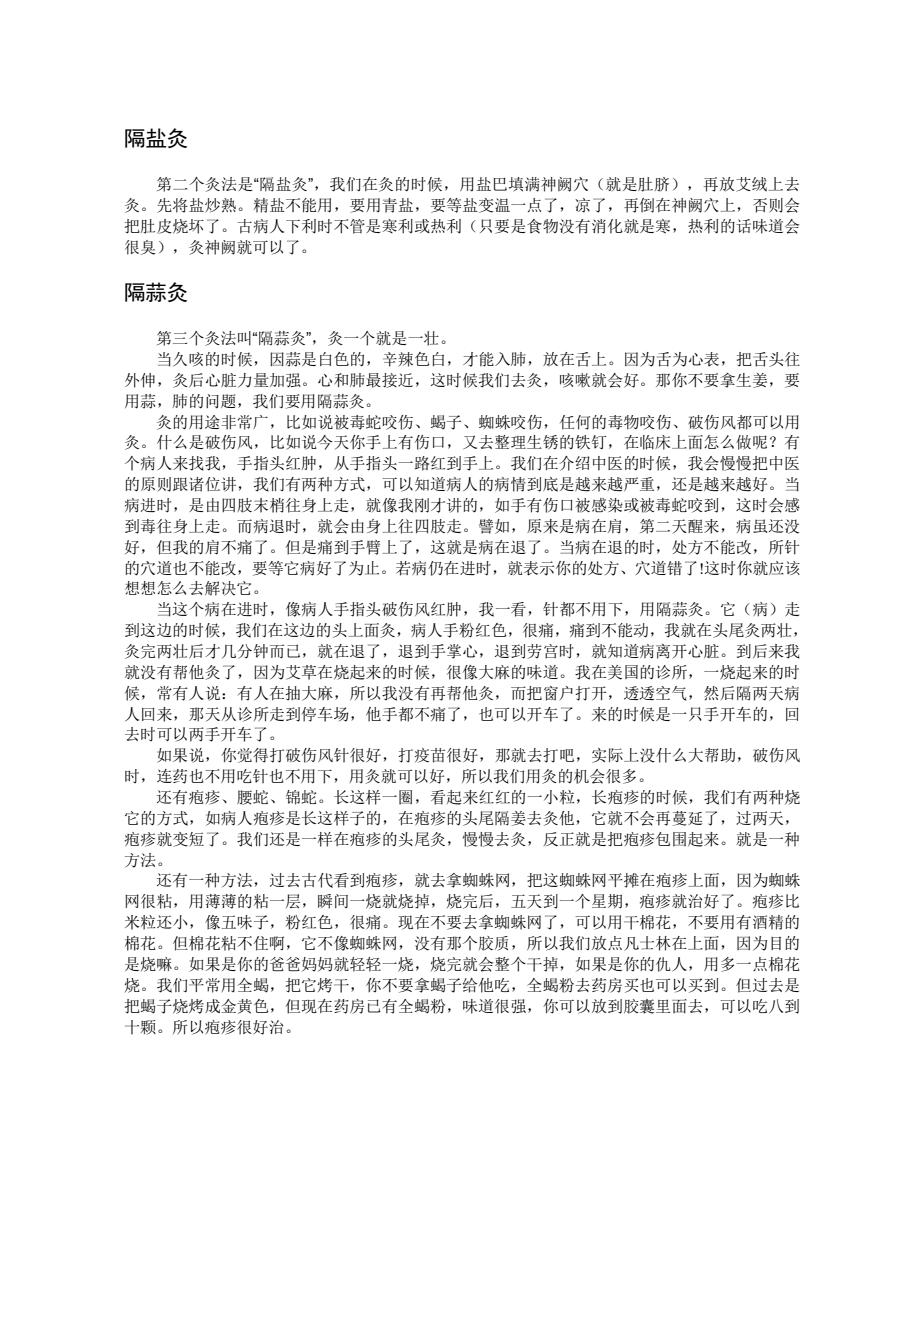 隔盐灸
第二个灸法是“隔盐灸”，我们在灸的时候，用盐巴填满神阙穴（就是肚脐），再放艾绒上去
灸。先将盐炒熟。精盐不能用，要用青盐，要等盐变温一点了，凉了，再倒在神阙穴上，否则会
把肚皮烧坏了。古病人下利时不管是寒利或热利（只要是食物没有消化就是寒，热利的话味道会
很臭），灸神阙就可以了。
隔蒜灸
第三个灸法叫“隔蒜灸”，灸一个就是一壮。
当久咳的时候，因蒜是白色的，辛辣色白，才能入肺，放在舌上。因为舌为心表，把舌头往
外伸，灸后心脏力量加强。心和肺最接近，这时候我们去灸，咳嗽就会好。那你不要拿生姜，要
用蒜，肺的问题，我们要用隔蒜灸。
灸的用途非常广，比如说被毒蛇咬伤、蝎子、蜘蛛咬伤，任何的毒物咬伤、破伤风都可以用
灸。什么是破伤风，比如说今天你手上有伤口，又去整理生锈的铁钉，在临床上面怎么做呢？有
个病人来找我，手指头红肿，从手指头一路红到手上。我们在介绍中医的时候，我会慢慢把中医
的原则跟诸位讲，我们有两种方式，可以知道病人的病情到底是越来越严重，还是越来越好。当
病进时，是由四肢末梢往身上走，就像我刚才讲的，如手有伤口被感染或被毒蛇咬到，这时会感
到毒往身上走。而病退时，就会由身上往四肢走。譬如，原来是病在肩，第二天醒来，病虽还没
好，但我的肩不痛了。但是痛到手臂上了，这就是病在退了。当病在退的时，处方不能改，所针
的穴道也不能改，要等它病好了为止。若病仍在进时，就表示你的处方、穴道错了!这时你就应该
想想怎么去解决它。
当这个病在进时，像病人手指头破伤风红肿，我一看，针都不用下，用隔蒜灸。它（病）走
到这边的时候，我们在这边的头上面灸，病人手粉红色，很痛，痛到不能动，我就在头尾灸两壮，
灸完两壮后才几分钟而已，就在退了，退到手掌心，退到劳宫时，就知道病离开心脏。到后来我
就没有帮他灸了，因为艾草在烧起来的时候，很像大麻的味道。我在美国的诊所，一烧起来的时
候，常有人说：有人在抽大麻，所以我没有再帮他灸，而把窗户打开，透透空气，然后隔两天病
人回来，那天从诊所走到停车场，他手都不痛了，也可以开车了。来的时候是一只手开车的，回
去时可以两手开车了。
如果说，你觉得打破伤风针很好，打疫苗很好，那就去打吧，实际上没什么大帮助，破伤风
时，连药也不用吃针也不用下，用灸就可以好，所以我们用灸的机会很多。
还有疱疹、腰蛇、锦蛇。长这样一圈，看起来红红的一小粒，长疱疹的时候，我们有两种烧
它的方式，如病人疱疹是长这样子的，在疱疹的头尾隔姜去灸他，它就不会再蔓延了，过两天，
疱疹就变短了。我们还是一样在疱疹的头尾灸，慢慢去灸，反正就是把疱疹包围起来。就是一种
方法。
还有一种方法，过去古代看到疱疹，就去拿蜘蛛网，把这蜘蛛网平摊在疱疹上面，因为蜘蛛
网很粘，用薄薄的粘一层，瞬间一烧就烧掉，烧完后，五天到一个星期，疱疹就治好了。疱疹比
米粒还小，像五味子，粉红色，很痛。现在不要去拿蜘蛛网了，可以用干棉花，不要用有酒精的
棉花。但棉花粘不住啊，它不像蜘蛛网，没有那个胶质，所以我们放点凡士林在上面，因为目的
是烧嘛。如果是你的爸爸妈妈就轻轻一烧，烧完就会整个干掉，如果是你的仇人，用多一点棉花
烧。我们平常用全蝎，把它烤干，你不要拿蝎子给他吃，全蝎粉去药房买也可以买到。但过去是
把蝎子烧烤成金黄色，但现在药房已有全蝎粉，味道很强，你可以放到胶囊里面去，可以吃八到
十颗。所以疱疹很好治。